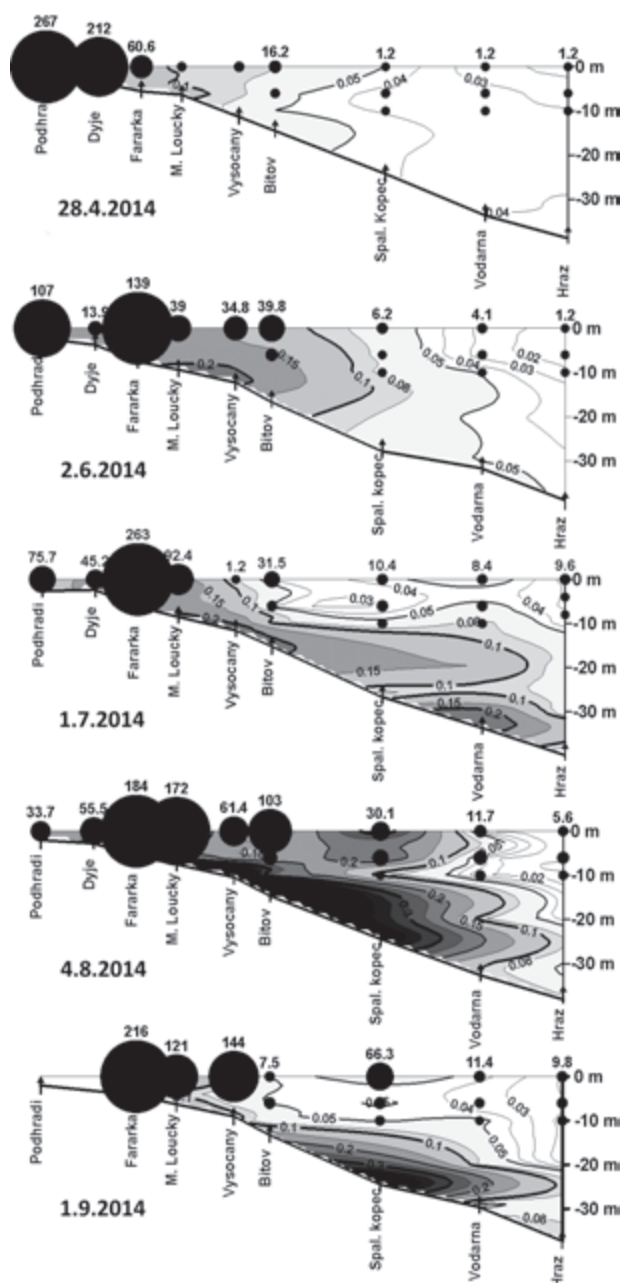 267 212 60.6 16.2 1.2 1.2 1.2
0.05 0.04 0.03 0 m
-10 m
-20 m
-30 m
0.04
Podhradi Dyje Fararka M. Loucky Vysocany Bitov Spal. Kopec Vodarna Hraz
28.4.2014
107 13.9 139 39 34.8 39.8 6.2 4.1 1.2
0.15 0.05 0.04 0.02 0 m
0.2 0.1 0.08 0.03 -10 m
-20 m
0.05 -30 m
Podhradi Dyje Fararka M. Loucky Vysocany Bitov Spal. kopec Vodarna Hraz
2.6.2014
75.7 45.2 263 92.4 1.2 31.5 10.4 8.4 9.6
0.15 0.1 0.04 0.03 0.04 0 m
0.2 0.05 0.08 -10 m
0.1
0.15 -20 m
0.1 0.1
0.15 0.2 -30 m
Podhradi Dyje Fararka M. Loucky Vysocany Bitov Spal. kopec Vodarna Hraz
1.7.2014
33.7 55.5 184 172 61.4 103 30.1 11.7 5.6
0 m
0.15 0.2 0.1 0.02 -10 m
0.15 0.1 -20 m
0.08 -30 m
Podhradi Dyje Fararka M. Loucky Vysocany Bitov Spal. kopec Vodarna Hraz
4.8.2014
216 121 144 7.5 66.3 11.4 9.8
0 m
0.05 0.04 0.03 -10 m
0.1 0.1
0.2 -20 m
0.2
0.08 -30 m
Podhradi Fararka M. Loucky Vysocany Bitov Spal. kopec Vodarna Hraz
1.9.2014